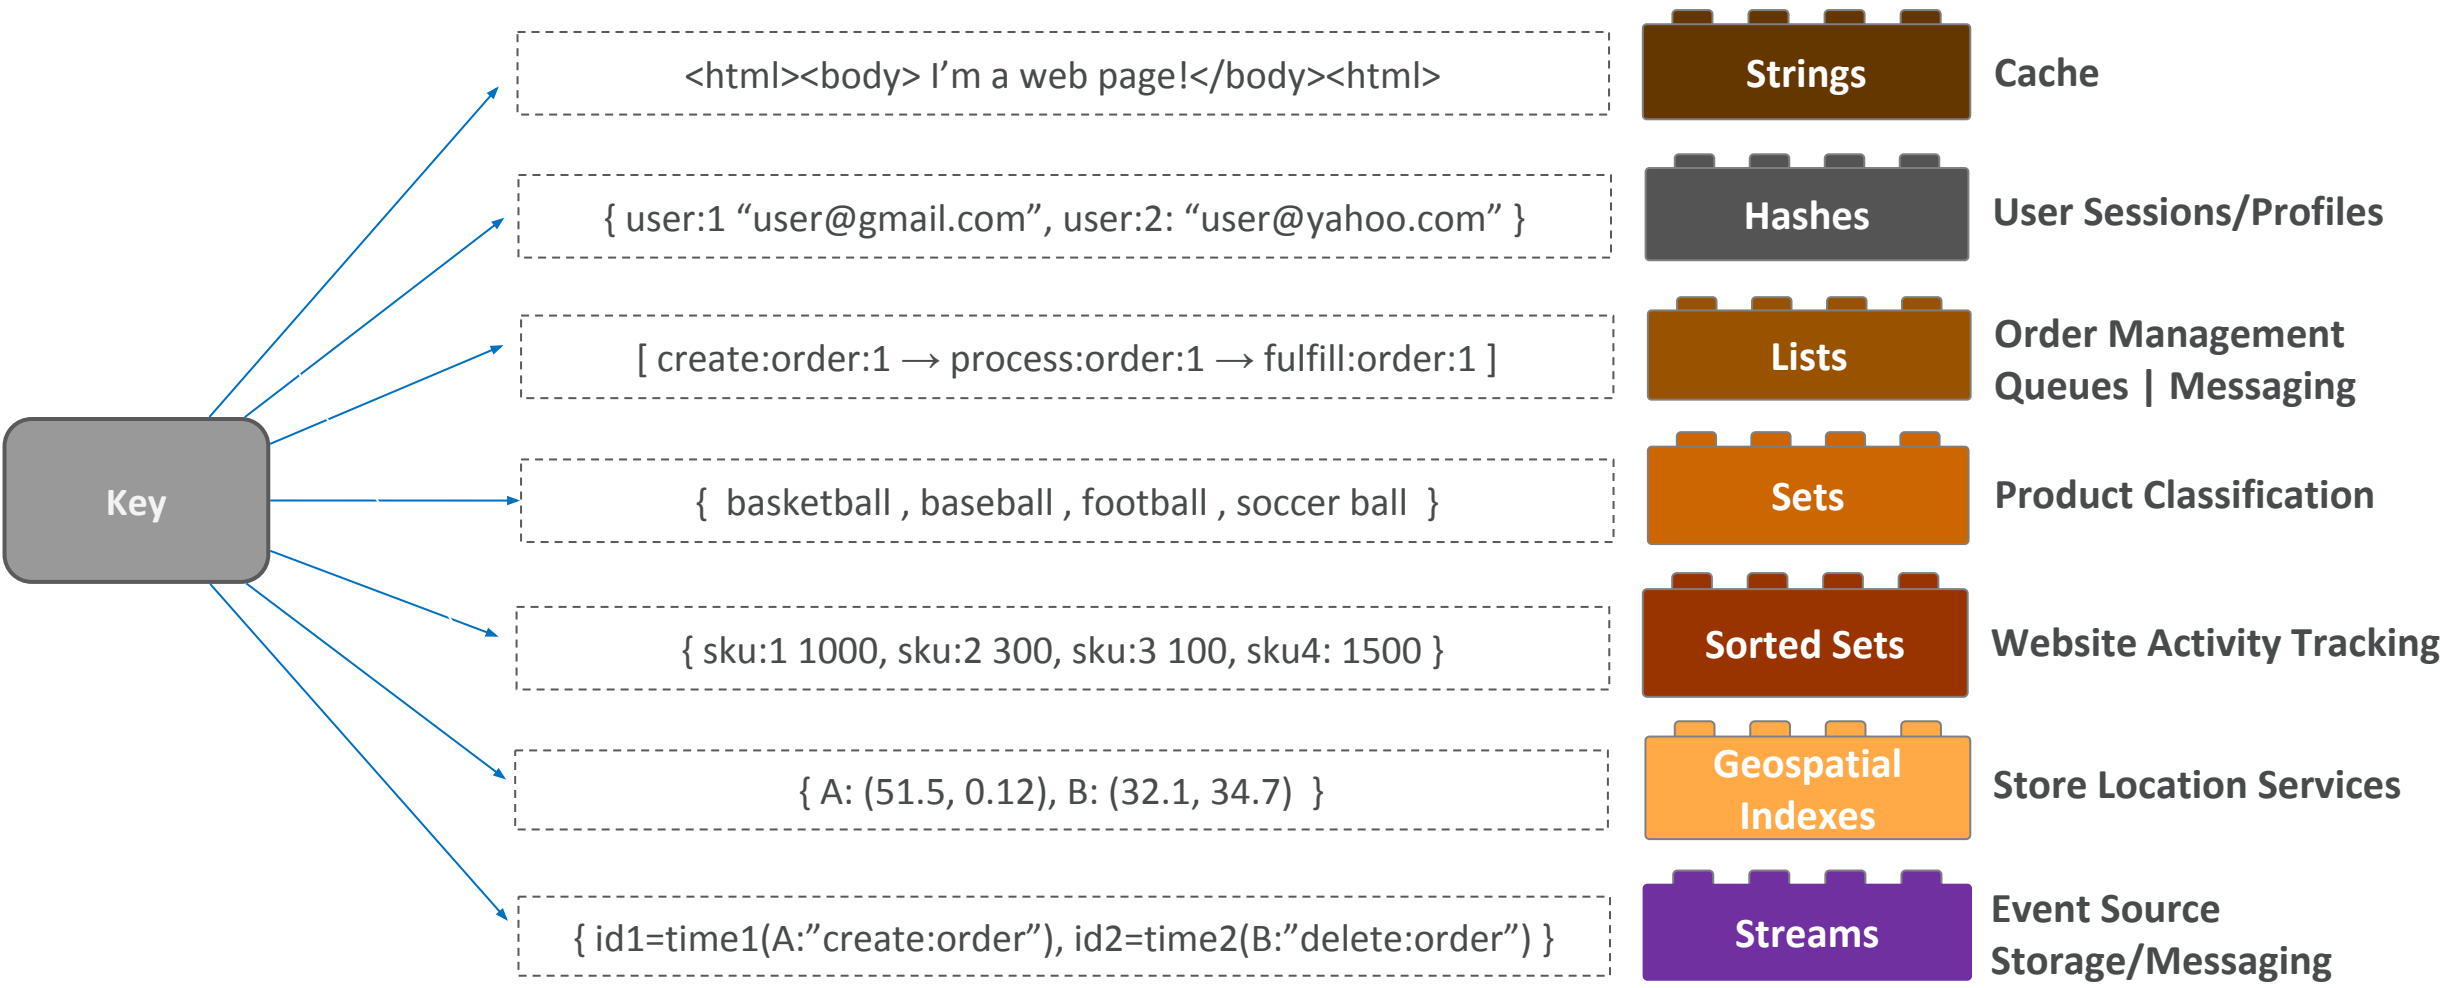 <html><body> I’m a web page!</body><html>
Strings
Cache
{ user:1 “user@gmail.com”, user:2: “user@yahoo.com” }
Hashes
User Sessions/Profiles
[ create:order:1 → process:order:1 → fulfill:order:1 ]
Lists
Order Management
Queues | Messaging
Key
{ basketball , baseball , football , soccer ball }
Sets
Product Classification
{ sku:1 1000, sku:2 300, sku:3 100, sku4: 1500 }
Sorted Sets
Website Activity Tracking
{ A: (51.5, 0.12), B: (32.1, 34.7) }
Geospatial
Indexes
Store Location Services
{ id1=time1(A:”create:order”), id2=time2(B:”delete:order”) }
Streams
Event Source
Storage/Messaging